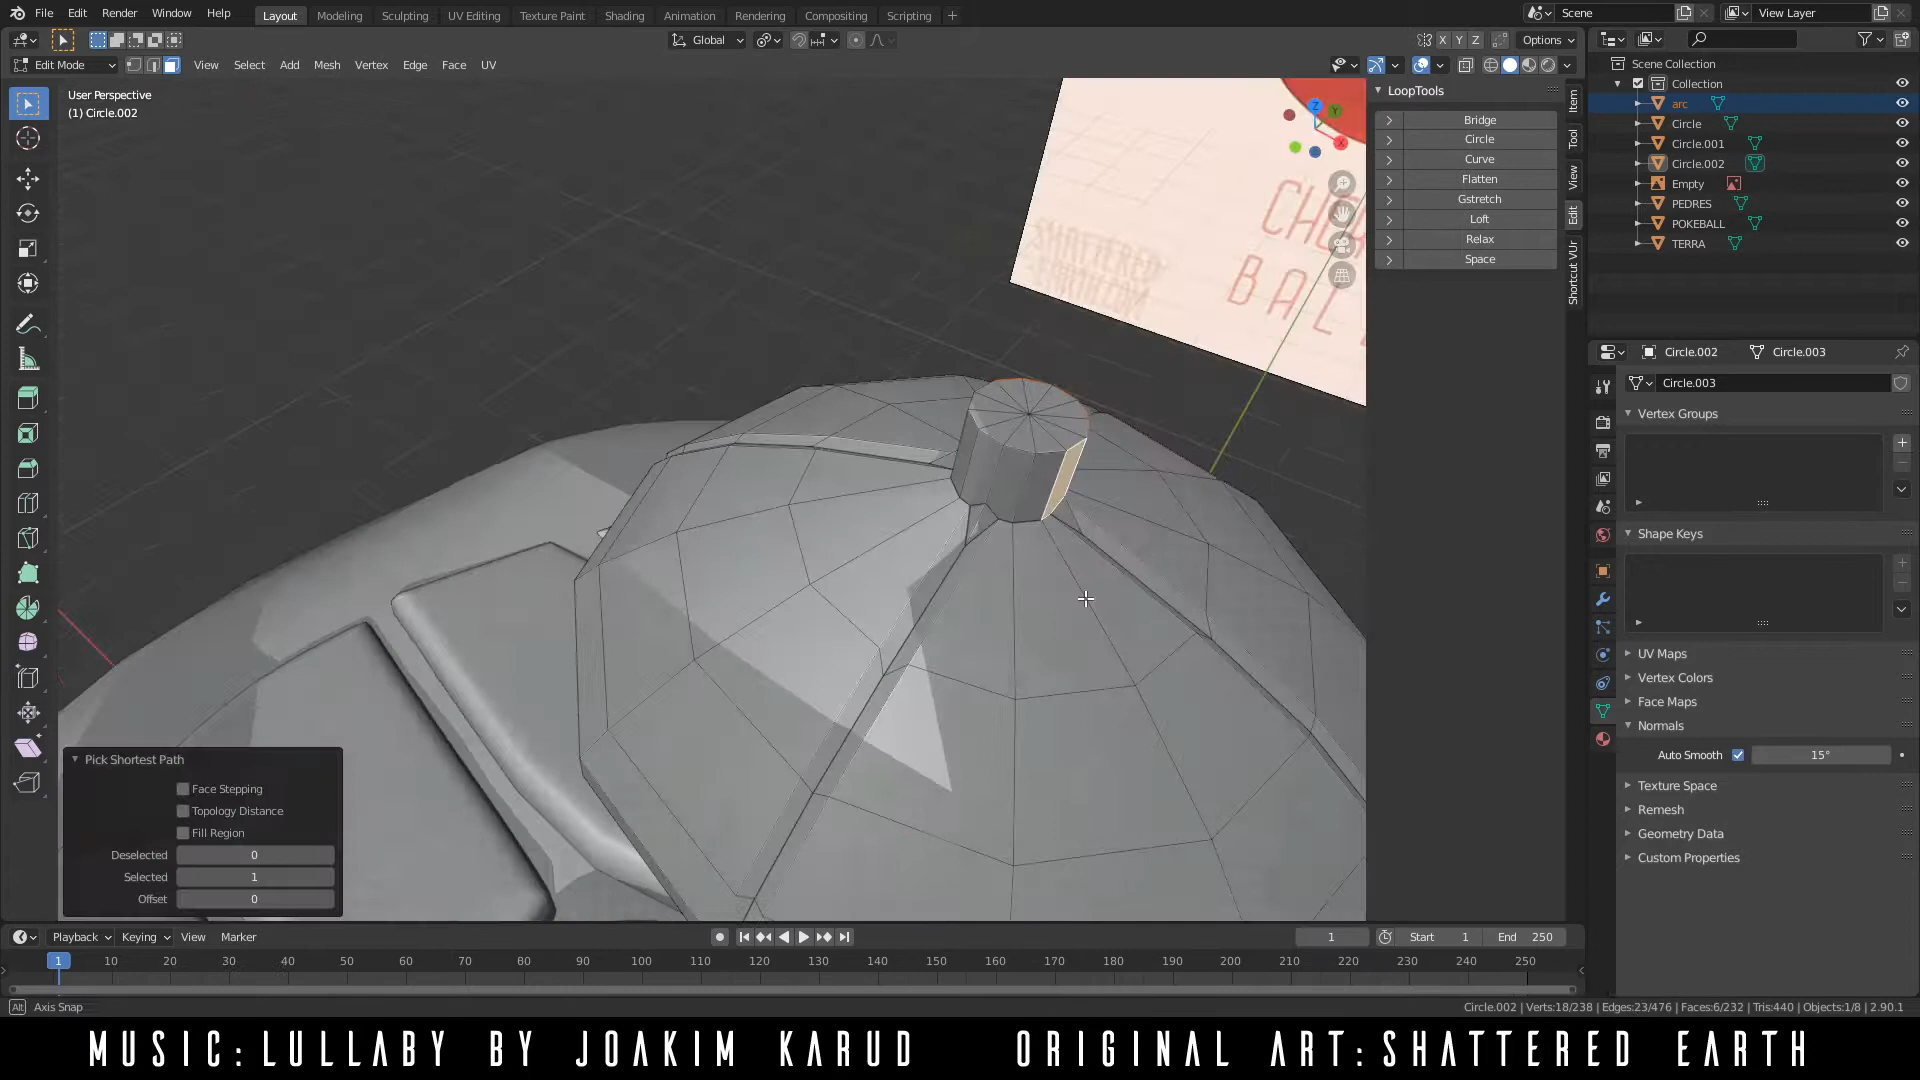 File Edit Render Window Help Layout Modeling Sculpting UV Editing Texture Paint Shading Animation Rendering Compositing Scripting + Scene View Layer
Global X Y Z Options
Edit Mode View Select Add Mesh Vertex Edge Face UV
User Perspective
(1) Circle.002
LoopTools
Bridge
Circle
Curve
Flatten
Gstretch
Loft
Relax
Space
Item
Tool
View
Edit
Shortcut VUr
Z
Y
X
SHATTERED
B A L
Scene Collection
Collection
arc
Circle
Circle.001
Circle.002
Empty
PEDRES
POKEBALL
TERRA
Circle.002 Circle.003
Circle.003
Vertex Groups
Shape Keys
UV Maps
Vertex Colors
Face Maps
Normals
Auto Smooth 15°
Texture Space
Remesh
Geometry Data
Custom Properties
Pick Shortest Path
Face Stepping
Topology Distance
Fill Region
Deselected 0
Selected 1
Offset 0
Playback Keying View Marker 1 Start 1 End 250
1 10 20 30 40 50 60 70 80 90 100 110 120 130 140 150 160 170 180 190 200 210 220 230 240 250
Alt Axis Snap Circle.002 | Verts:18/238 | Edges:23/476 | Faces:6/232 | Tris:440 | Objects:1/8 | 2.90.1
MUSIC:LULLABY BY JOAKIM KARUD ORIGINAL ART:SHATTERED EARTH